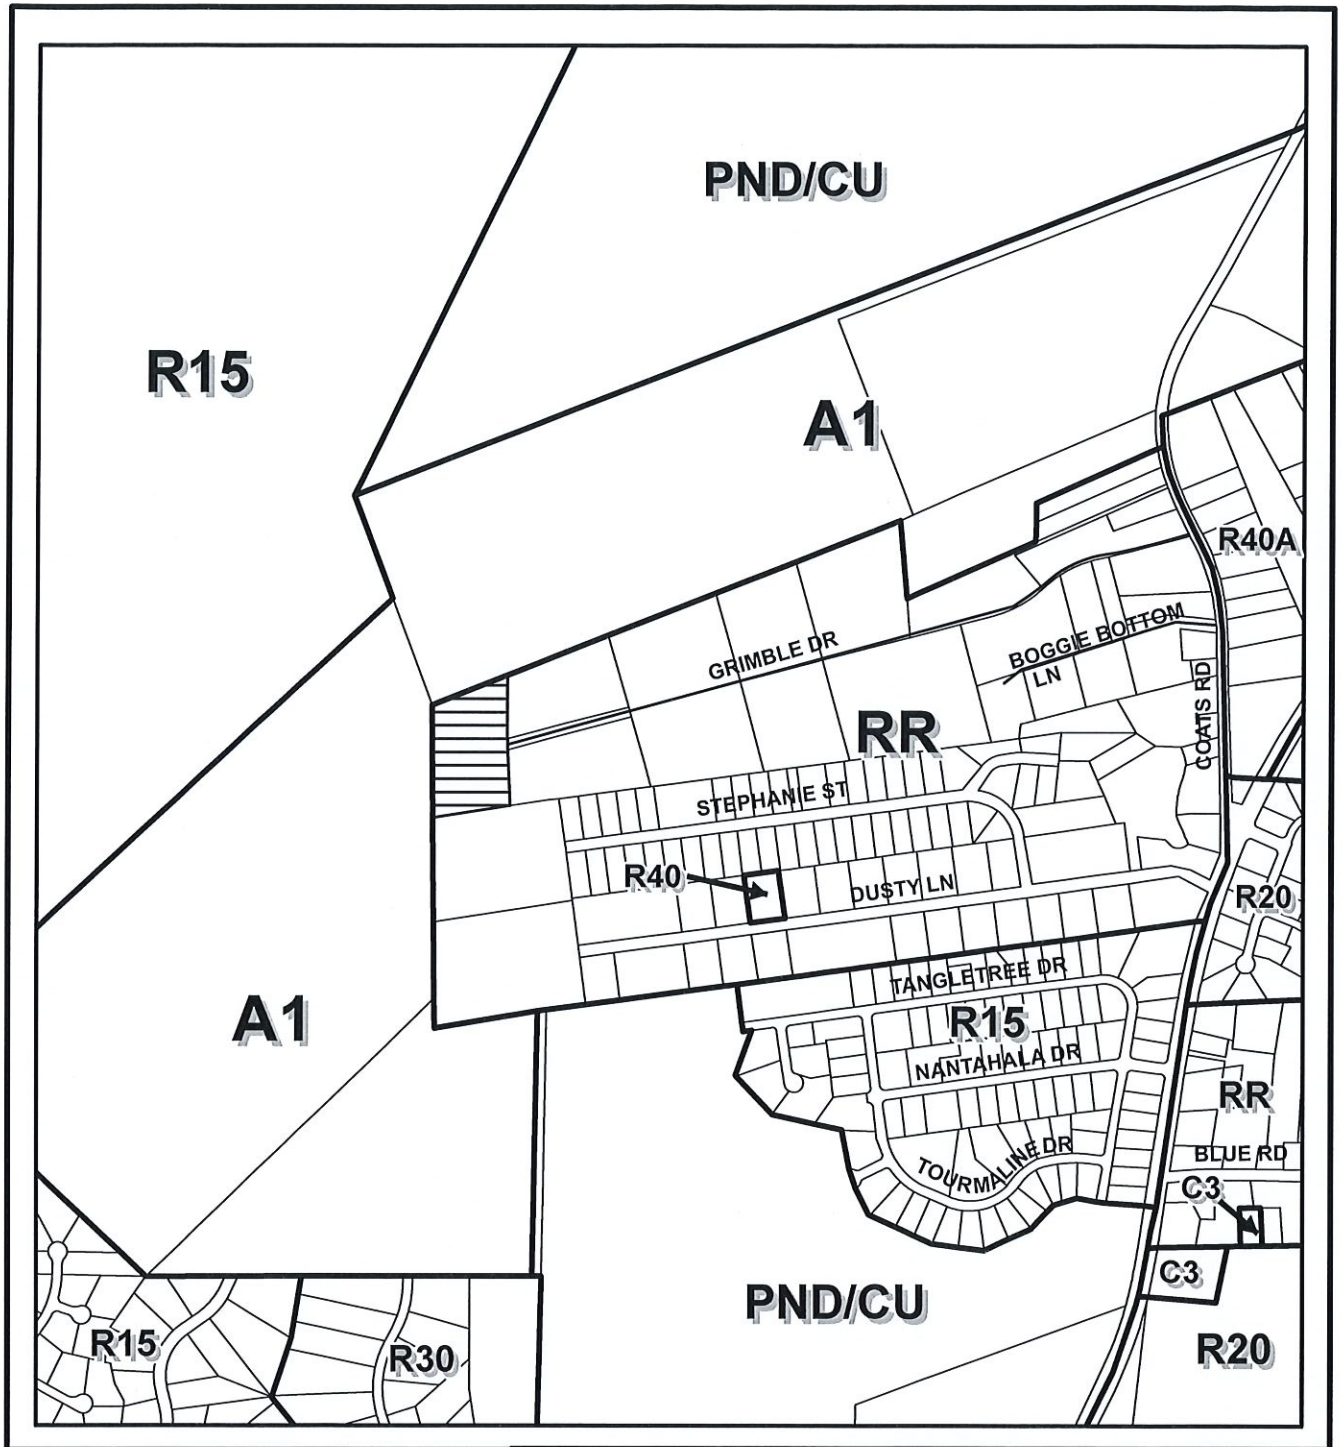 PND/CU
R15
A1
R40A
GRIMBLE DR
BOGGIE BOTTOM
LN
COATS RD
RR
STEPHANIE ST
R40
DUSTY LN
R20
TANGLETREE DR
R15
A1
NANTAHALA DR
RR
TOURMALINE DR
BLUE RD
C3
C3
PND/CU
R15
R30
R20